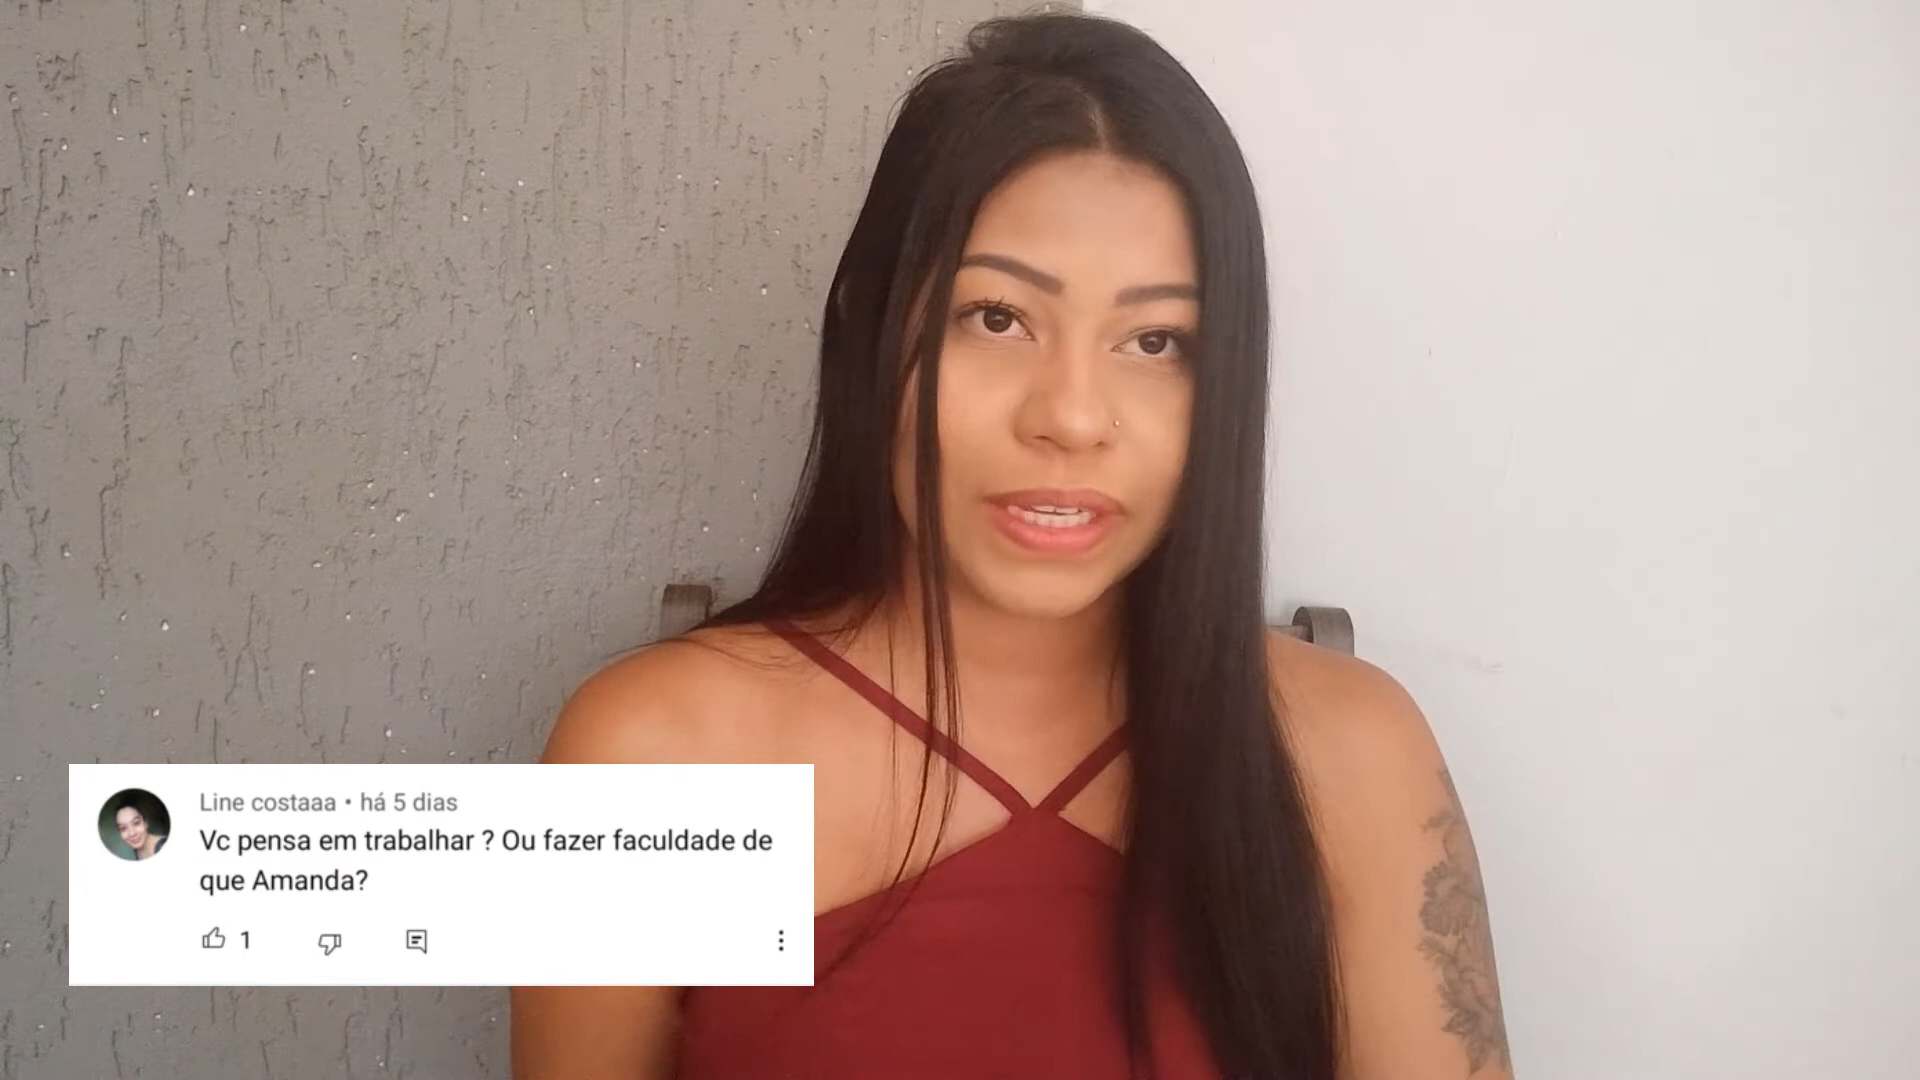 Line costaaa • há 5 dias
Vc pensa em trabalhar ? Ou fazer faculdade de
que Amanda?
1